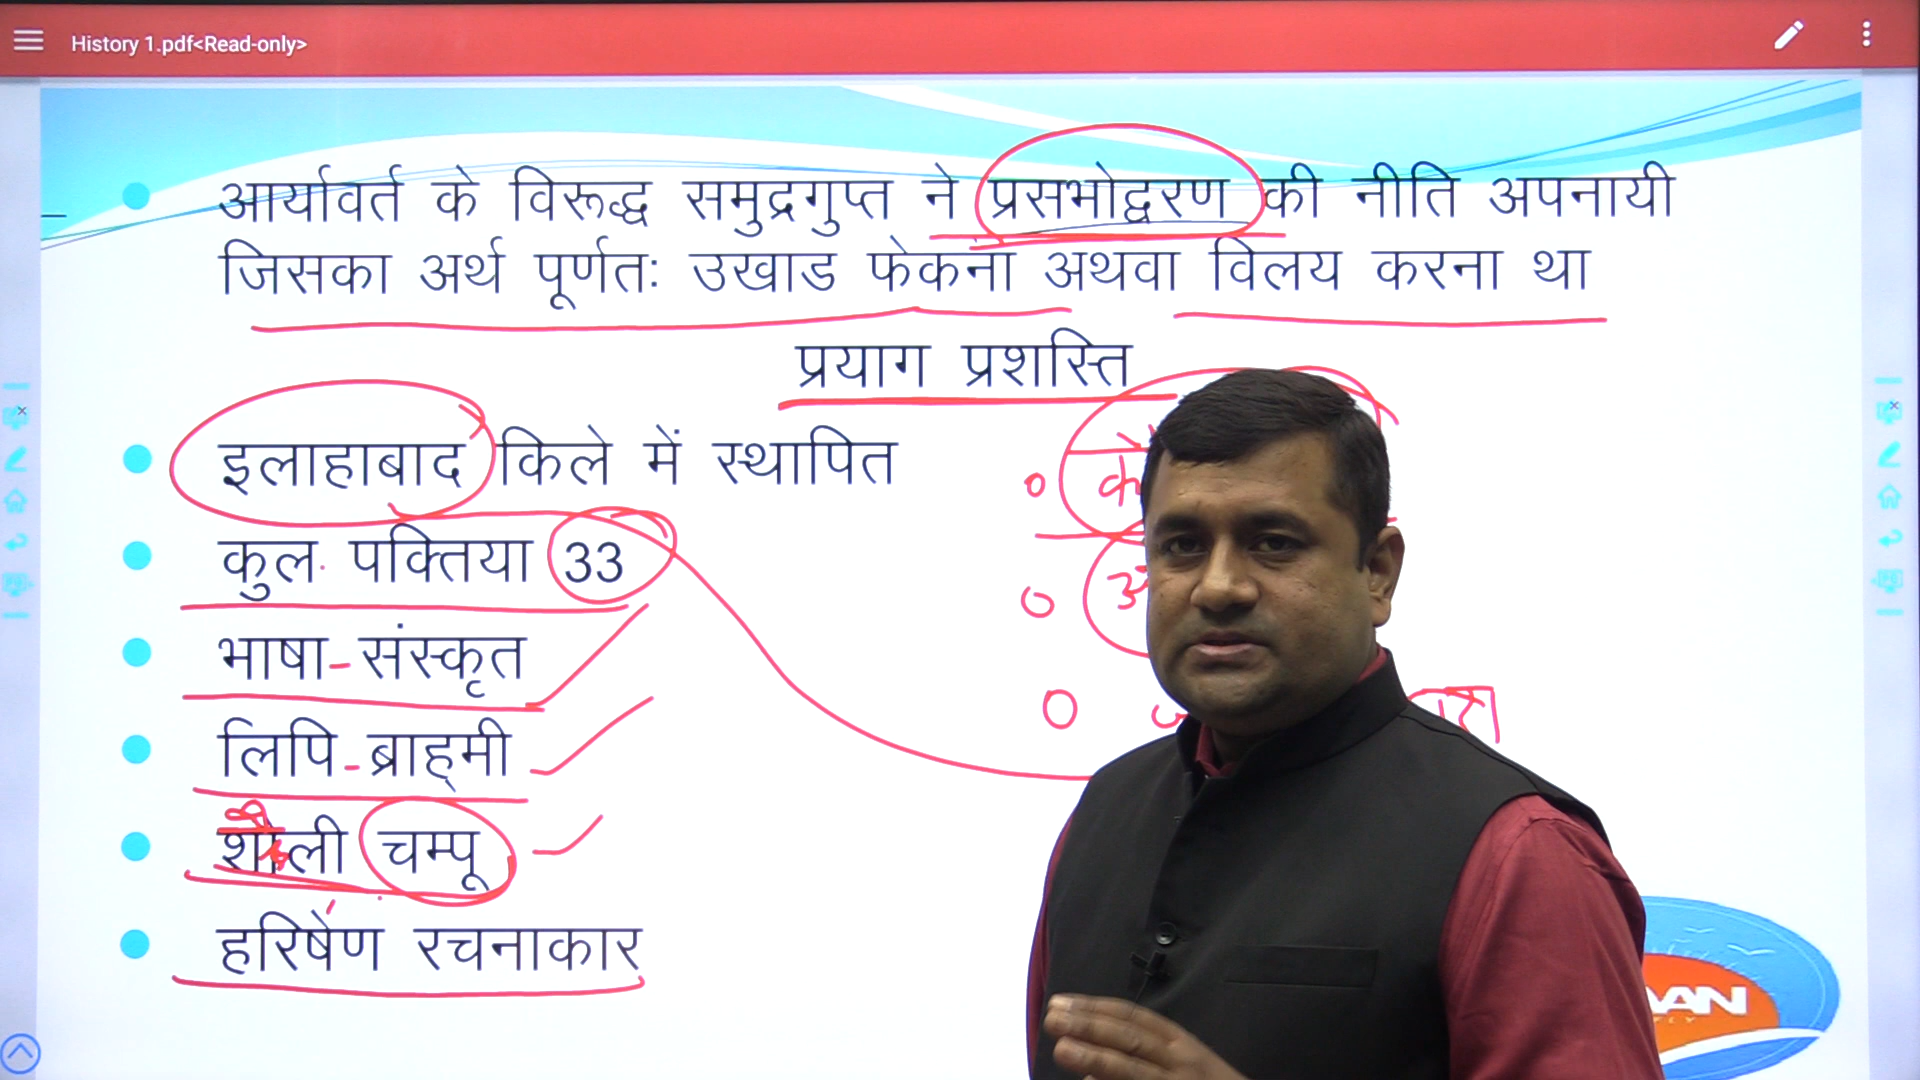 History 1.pdf<Read-only>
आर्यावर्त के विरूद्ध समुद्रगुप्त ने प्रसभोद्वरण की नीति अपनायी
जिसका अर्थ पूर्णतः उखाड फेकना अथवा विलय करना था
प्रयाग प्रशस्ति
इलाहाबाद किले में स्थापित
कुल पक्तिया 33
भाषा-संस्कृत
लिपि-ब्राह्मी
शैली चम्पू
हरिषेण रचनाकार